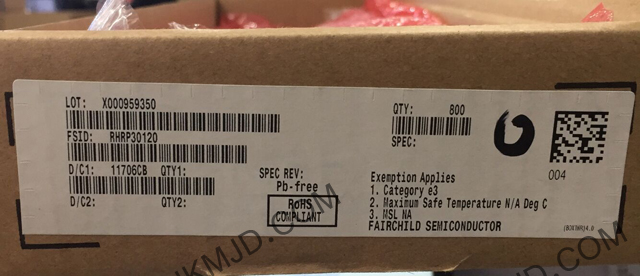 LOT: X000959350
QTY: 800
FSID: RHRP30120
SPEC:
D/C1: 11706CB QTY1:
D/C2: QTY2:
SPEC REV:
Pb-free
RoHS
COMPLIANT
004
Exemption Applies
1. Category e3
2. Maximum Safe Temperature N/A Deg C
3. MSL NA
FAIRCHILD SEMICONDUCTOR